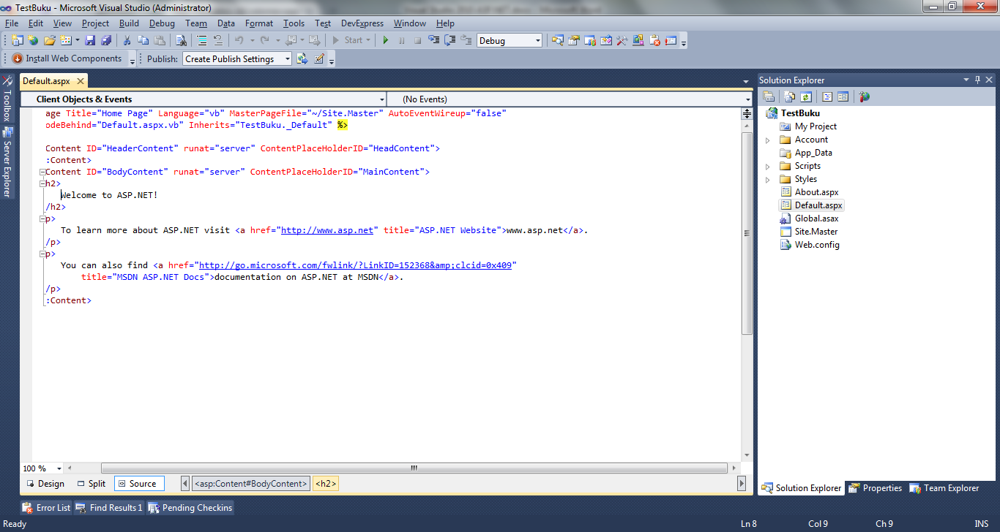 TestBuku - Microsoft Visual Studio (Administrator)
File Edit View Project Build Debug Team Data Format Tools Test DevExpress Window Help
Start Debug
Install Web Components Publish: Create Publish Settings
Toolbox
Server Explorer
Default.aspx
Client Objects & Events (No Events)
age Title="Home Page" Language="vb" MasterPageFile="~/Site.Master" AutoEventWireup="false"
odeBehind="Default.aspx.vb" Inherits="TestBuku._Default" %>
Content ID="HeaderContent" runat="server" ContentPlaceHolderID="HeadContent">
:Content>
Content ID="BodyContent" runat="server" ContentPlaceHolderID="MainContent">
h2>
Welcome to ASP.NET!
/h2>
p>
To learn more about ASP.NET visit <a href="http://www.asp.net" title="ASP.NET Website">www.asp.net</a>.
/p>
p>
You can also find <a href="http://go.microsoft.com/fwlink/?LinkID=152368&amp;clcid=0x409"
title="MSDN ASP.NET Docs">documentation on ASP.NET at MSDN</a>.
/p>
:Content>
100 %
Design Split Source <asp:Content#BodyContent> <h2>
Solution Explorer
TestBuku
My Project
Account
App_Data
Scripts
Styles
About.aspx
Default.aspx
Global.asax
Site.Master
Web.config
Solution Explorer Properties Team Explorer
Error List Find Results 1 Pending Checkins
Ready Ln 8 Col 9 Ch 9 INS